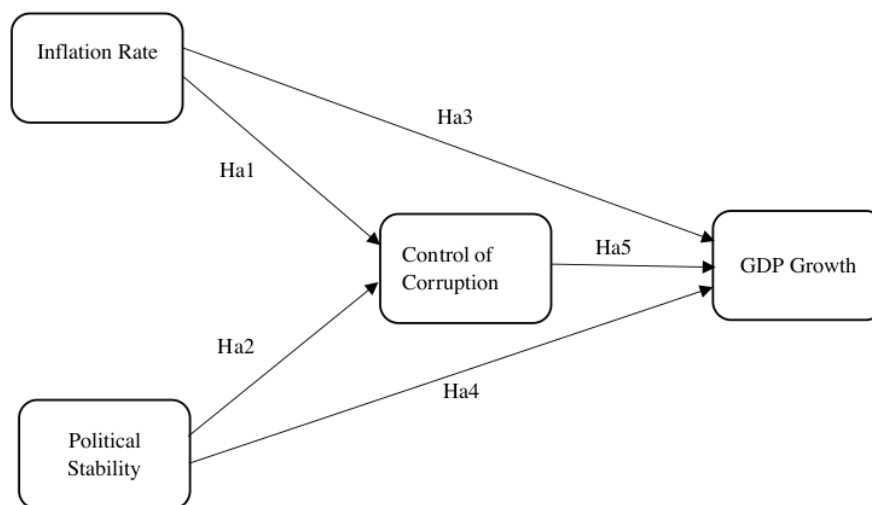 Inflation Rate
Ha3
Ha1
Control of
Corruption
Ha5
GDP Growth
Ha2
Ha4
Political
Stability